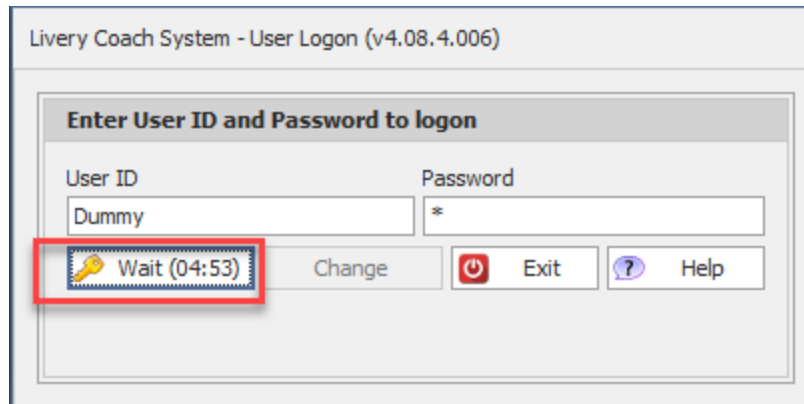 Livery Coach System - User Logon (v4.08.4.006)
Enter User ID and Password to logon
User ID Password
Dummy *
Wait (04:53) Change Exit ? Help